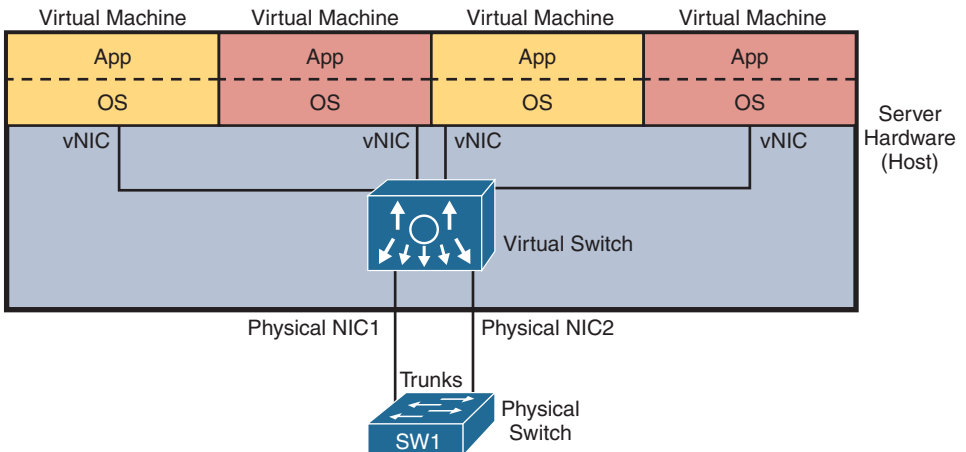 Virtual Machine
Virtual Machine
Virtual Machine
Virtual Machine
App
App
App
App
OS
OS
OS
OS
vNIC
vNIC
vNIC
vNIC
Server
Hardware
(Host)
Virtual Switch
Physical NIC1
Physical NIC2
Trunks
Physical
Switch
SW1